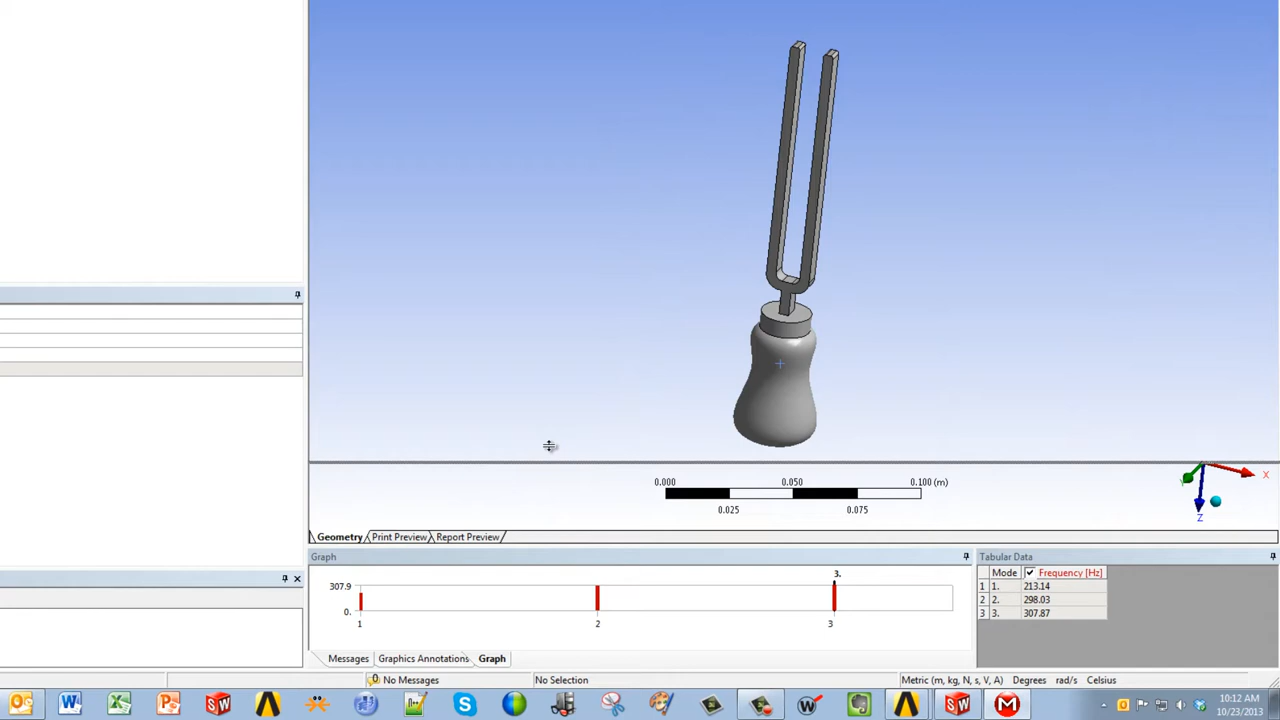 0.000 0.050 0.100 (m)
0.025 0.075
X
Y
Z
Geometry Print Preview Report Preview
Graph
3.
307.9
0.
1 2 3
Messages Graphics Annotations Graph
Tabular Data
Mode Frequency [Hz]
1 1. 213.14
2 2. 298.03
3 3. 307.87
0 No Messages No Selection Metric (m, kg, N, s, V, A) Degrees rad/s Celsius
10:12 AM
10/23/2013